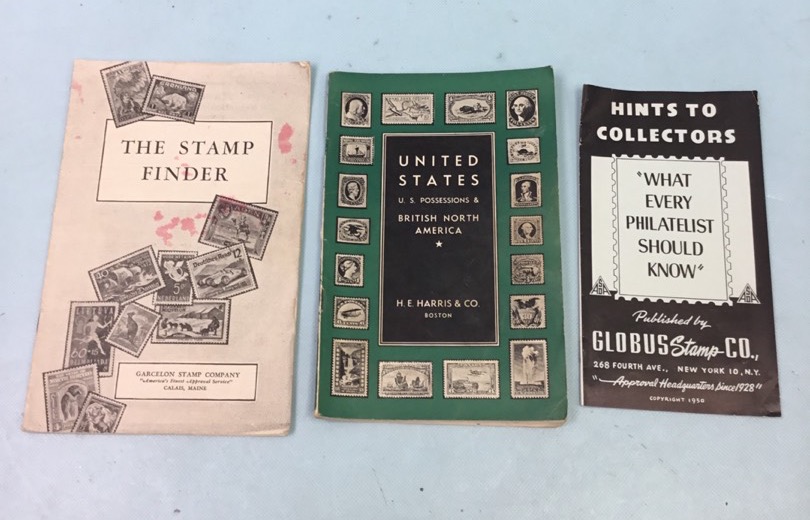 THE STAMP
FINDER
GARCELON STAMP COMPANY
"America's Finest Approval Service"
CALAIS, MAINE
UNITED
STATES
U. S. POSSESSIONS &
BRITISH NORTH
AMERICA
H. E. HARRIS & CO.
BOSTON
HINTS TO
COLLECTORS
"WHAT
EVERY
PHILATELIST
SHOULD
KNOW"
Published by
GLOBUS Stamp CO.,
268 FOURTH AVE., NEW YORK 10, N.Y.
"Approval Headquarters Since 1928"
COPYRIGHT 1950